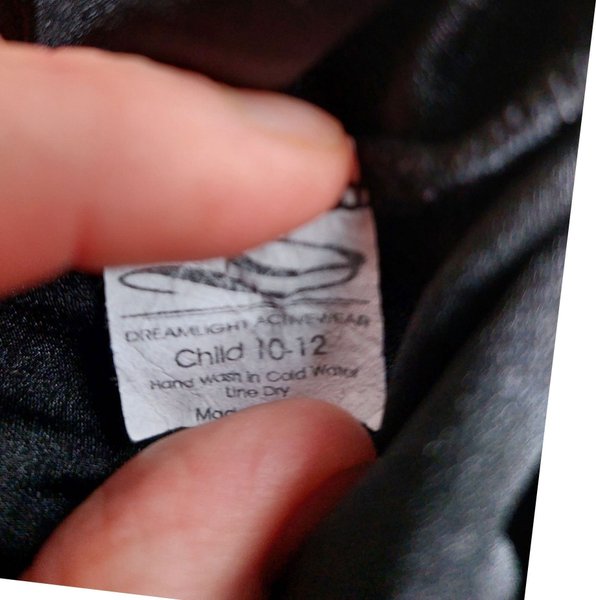 DREAMLIGHT ACTIVEWEAR
Child 10-12
Hand wash in Cold Water
Line Dry